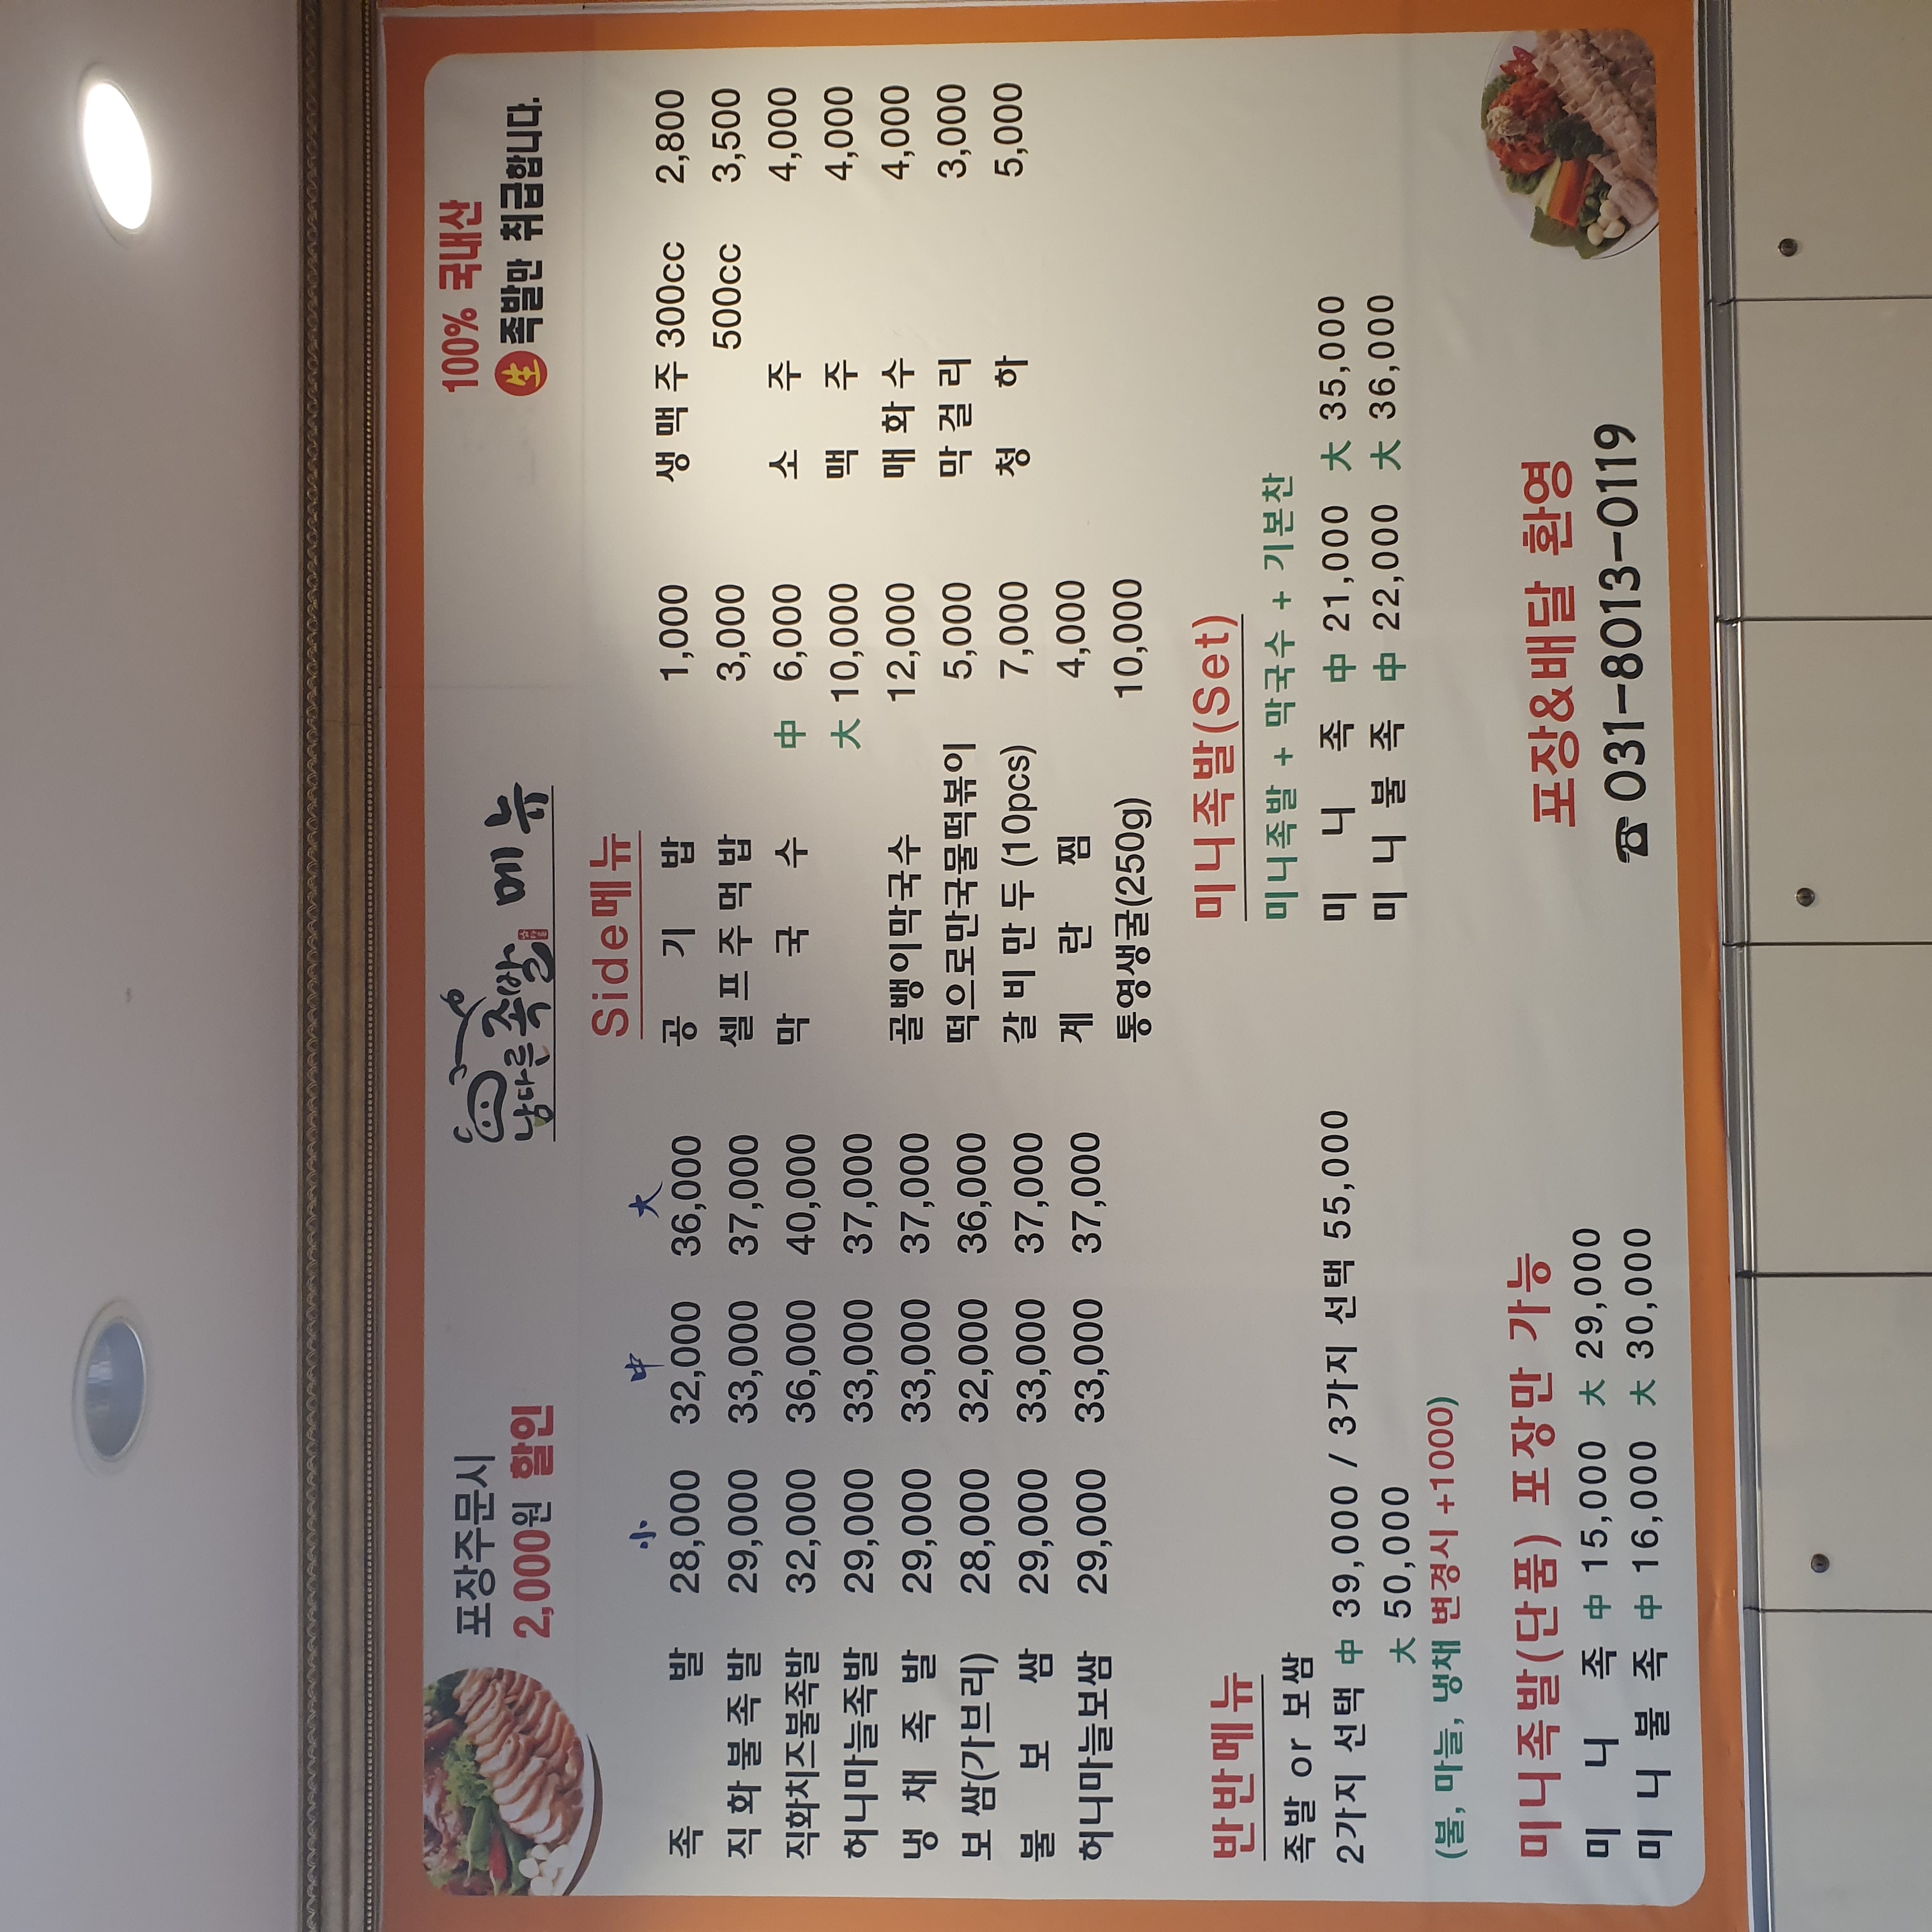 포장주문시
2,000원 할인
남다른족발 메뉴
100% 국내산
生 족발만 취급합니다.
小 中 大
족 발 28,000 32,000 36,000
직화불족발 29,000 33,000 37,000
직화치즈불족발 32,000 36,000 40,000
허니마늘족발 29,000 33,000 37,000
냉채족발 29,000 33,000 37,000
보쌈(가브리) 28,000 32,000 36,000
불 보 쌈 29,000 33,000 37,000
허니마늘보쌈 29,000 33,000 37,000
Side메뉴
공 기 밥 1,000
셀프주먹밥 3,000
막 국 수 中 6,000
大 10,000
골뱅이막국수 12,000
떡으로만국물떡볶이 5,000
갈비만두(10pcs) 7,000
계 란 찜 4,000
통영생굴(250g) 10,000
생맥주 300cc 2,800
500cc 3,500
소 주 4,000
맥 주 4,000
매화수 4,000
막걸리 3,000
청 하 5,000
반반메뉴
족발 or 보쌈
2가지 선택 中 39,000 / 3가지 선택 55,000
大 50,000
(불, 마늘, 냉채 변경시 +1000)
미니족발(Set)
미니족발 + 막국수 + 기본찬
미 니 족 中 21,000 大 35,000
미니불족 中 22,000 大 36,000
미니족발(단품) 포장만 가능
미 니 족 中 15,000 大 29,000
미니불족 中 16,000 大 30,000
포장&배달 환영
☎ 031-8013-0119